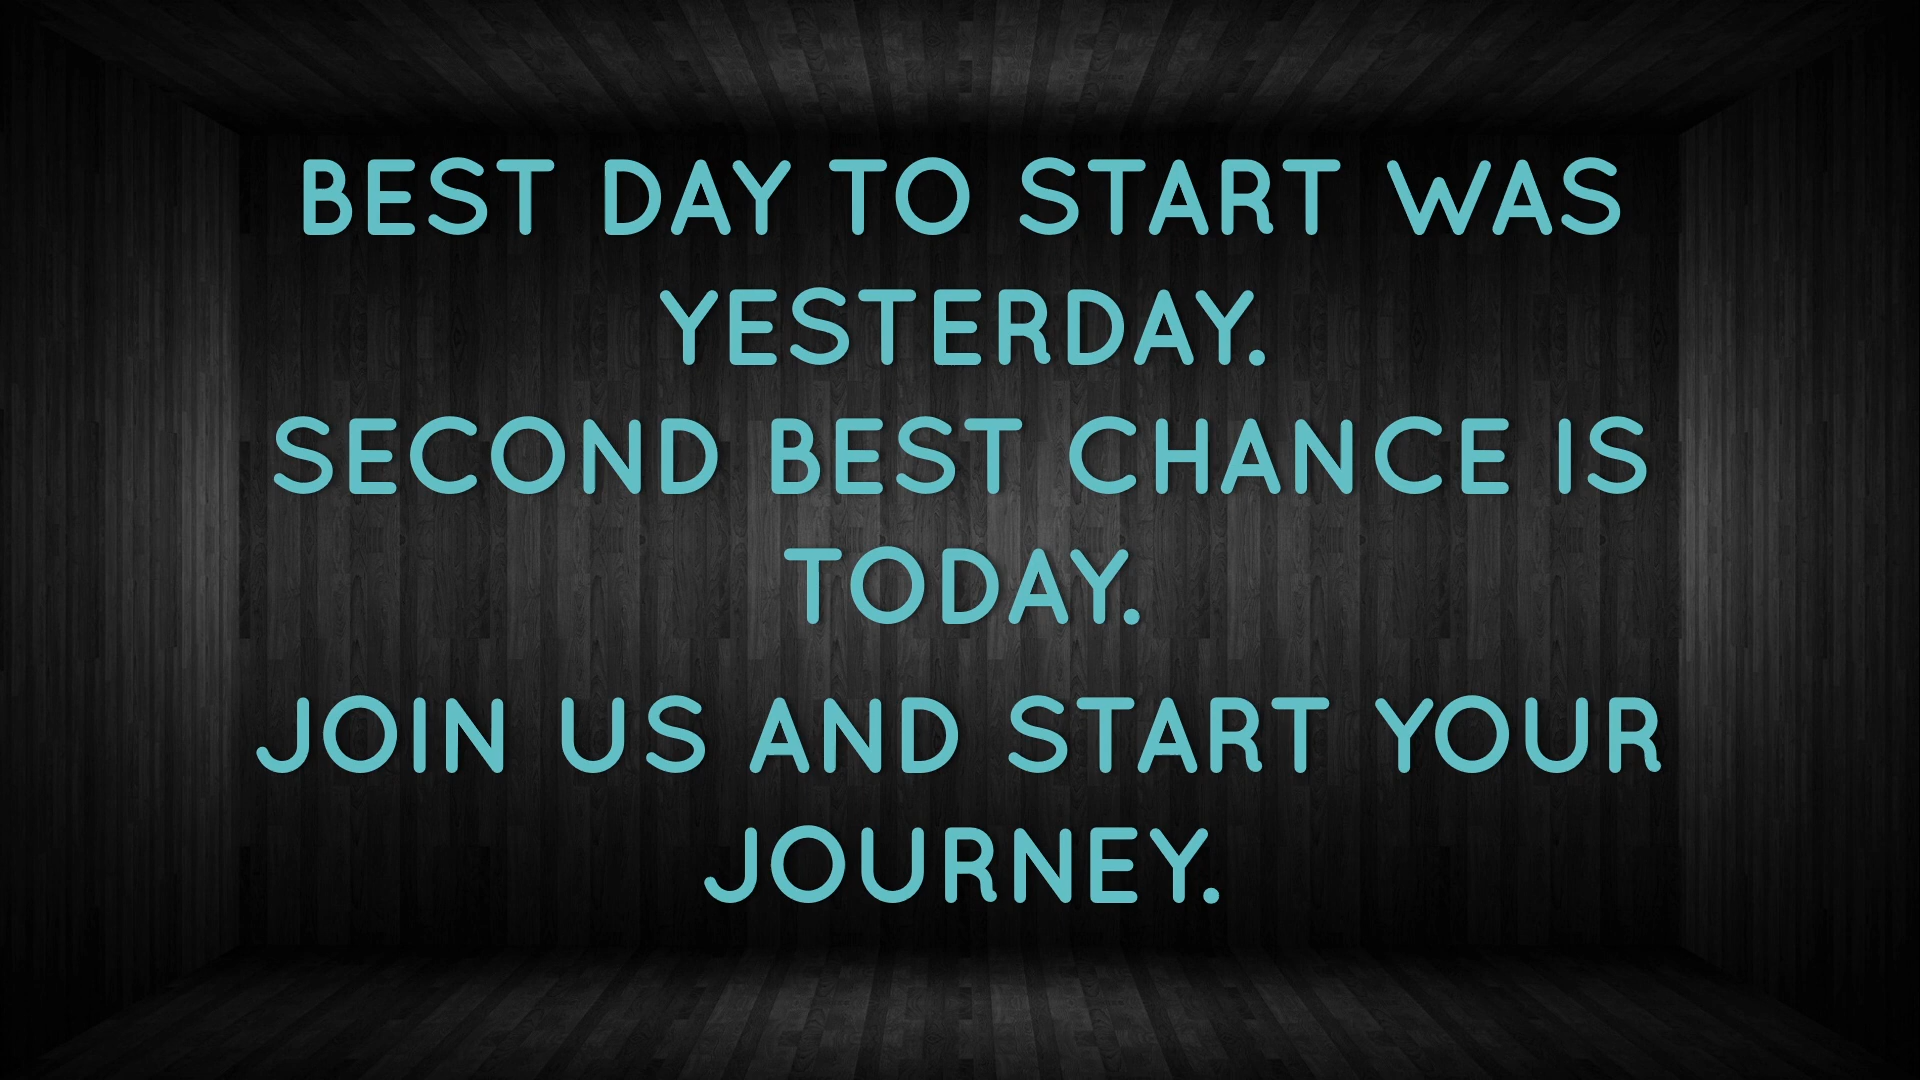 BEST DAY TO START WAS
YESTERDAY.
SECOND BEST CHANCE IS
TODAY.
JOIN US AND START YOUR
JOURNEY.